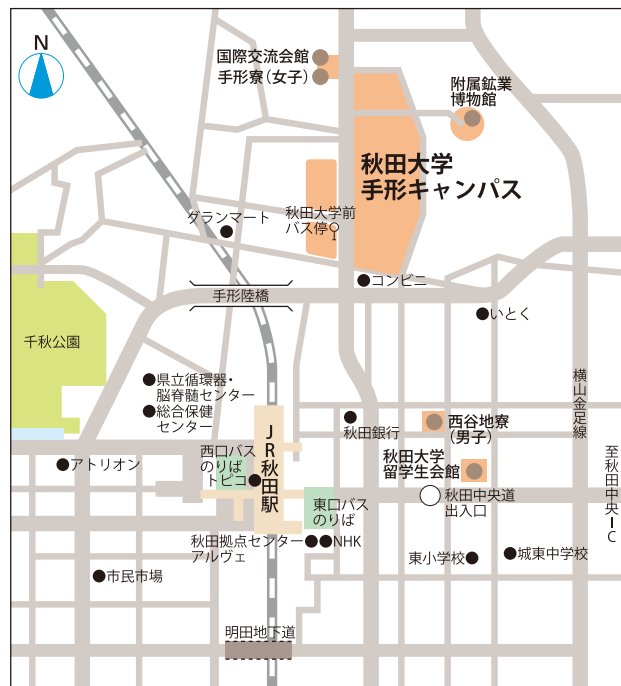 N
国際交流会館
手形寮(女子)
附属鉱業
博物館
秋田大学
手形キャンパス
秋田大学前
バス停
グランマート
コンビニ
手形陸橋
いとく
千秋公園
県立循環器・
脳脊髄センター
総合保健
センター
JR秋田駅
秋田銀行
西谷地寮
(男子)
横山金足線
アトリオン
西口バス
のりば
トピコ
秋田大学
留学生会館
至秋田中央IC
東口バス
のりば
秋田中央道
出入口
秋田拠点センター
アルヴェ
NHK
東小学校
城東中学校
市民市場
明田地下道